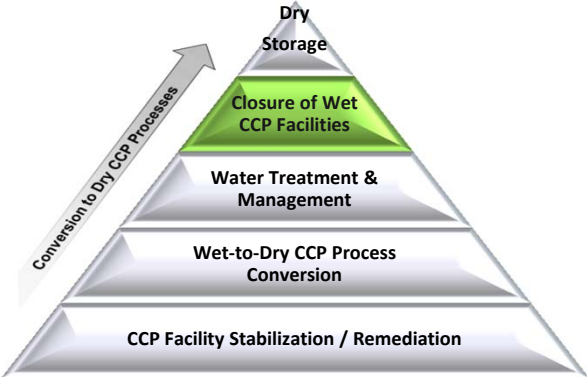 Dry
Storage
Closure of Wet
CCP Facilities
Conversion to Dry CCP Processes
Water Treatment &
Management
Wet-to-Dry CCP Process
Conversion
CCP Facility Stabilization / Remediation